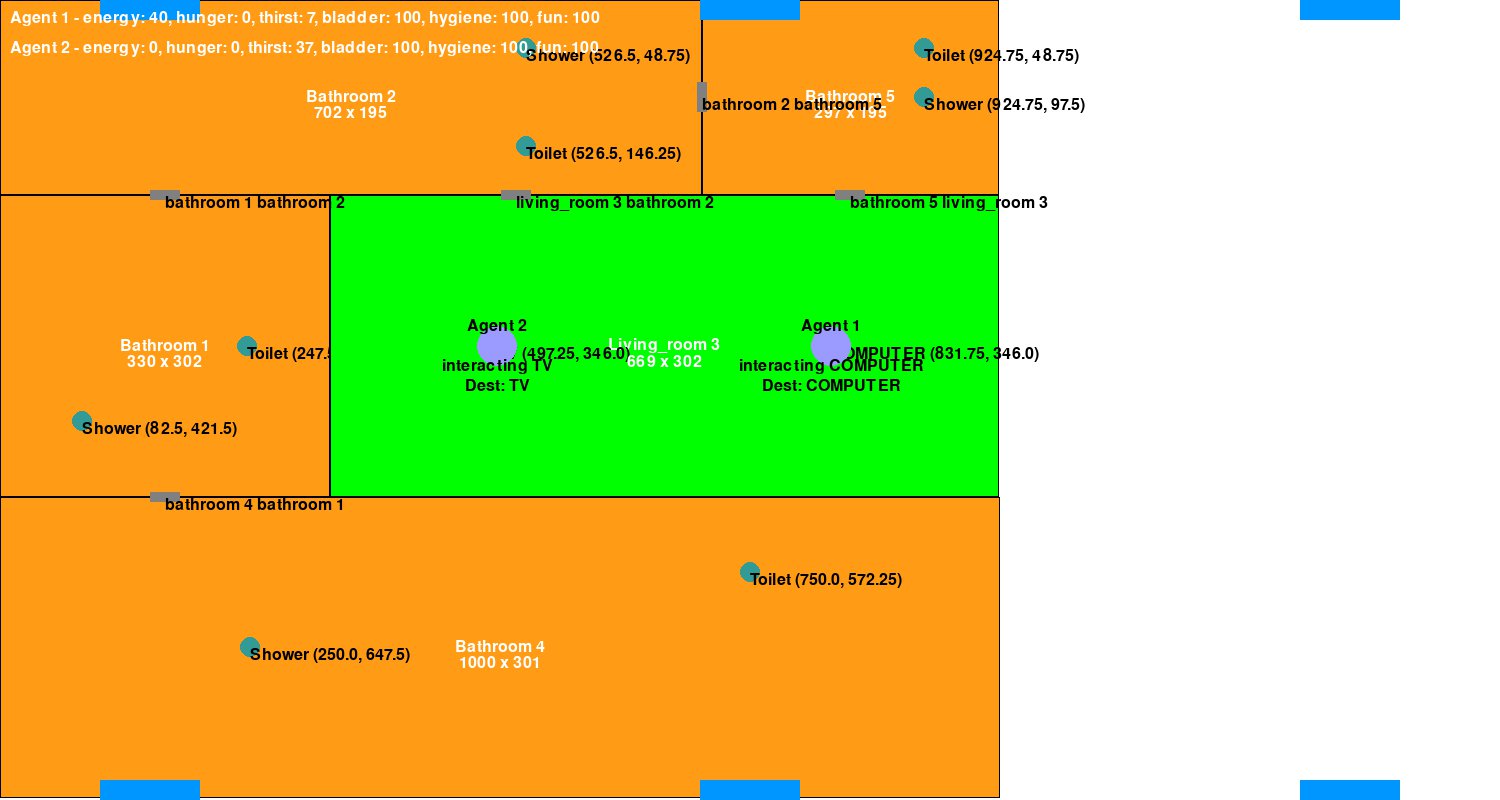 Agent 1 - energy: 40, hunger: 0, thirst: 7, bladder: 100, hygiene: 100, fun: 100
Agent 2 - energy: 0, hunger: 0, thirst: 37, bladder: 100, hygiene: 100, fun: 100
Shower (526.5, 48.75)
Toilet (924.75, 48.75)
Bathroom 2
702 x 195
bathroom 2 bathroom 5
Bathroom 5
297 x 195
Shower (924.75, 97.5)
Toilet (526.5, 146.25)
bathroom 1 bathroom 2
living_room 3 bathroom 2
bathroom 5 living_room 3
Agent 2
Agent 1
Bathroom 1
330 x 302
Toilet (247.5
(497.25, 346.0)
Living_room 3
669 x 302
COMPUTER (831.75, 346.0)
interacting TV
Dest: TV
interacting COMPUTER
Dest: COMPUTER
Shower (82.5, 421.5)
bathroom 4 bathroom 1
Toilet (750.0, 572.25)
Bathroom 4
1000 x 301
Shower (250.0, 647.5)